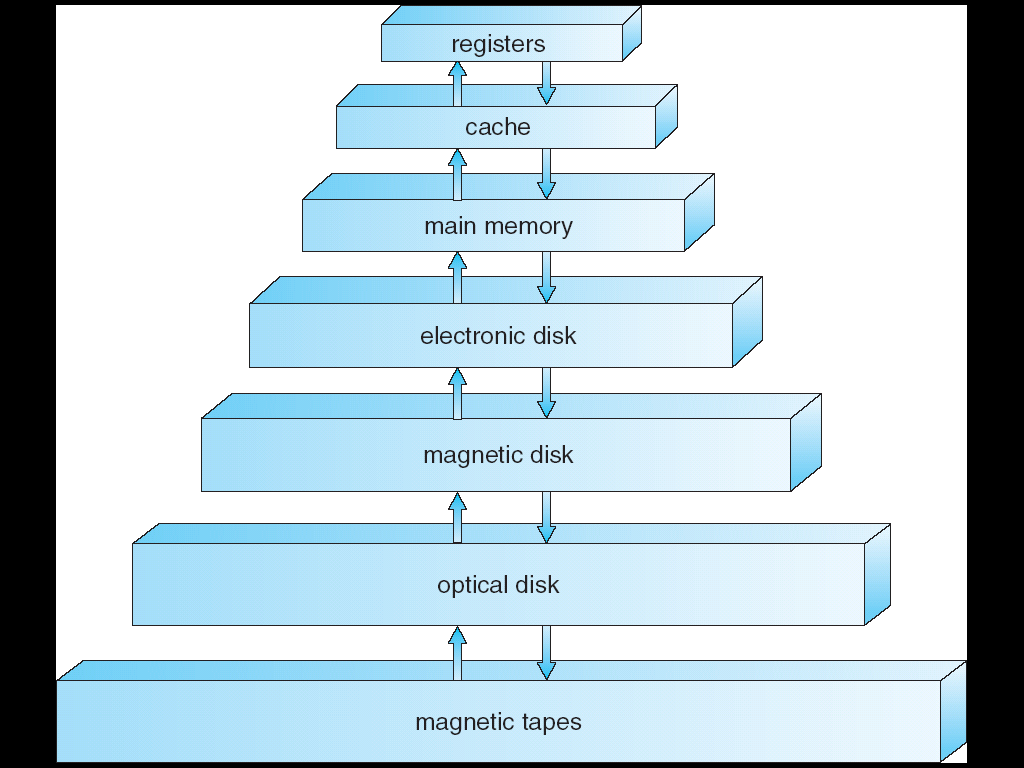 registers
cache
main memory
electronic disk
magnetic disk
optical disk
magnetic tapes